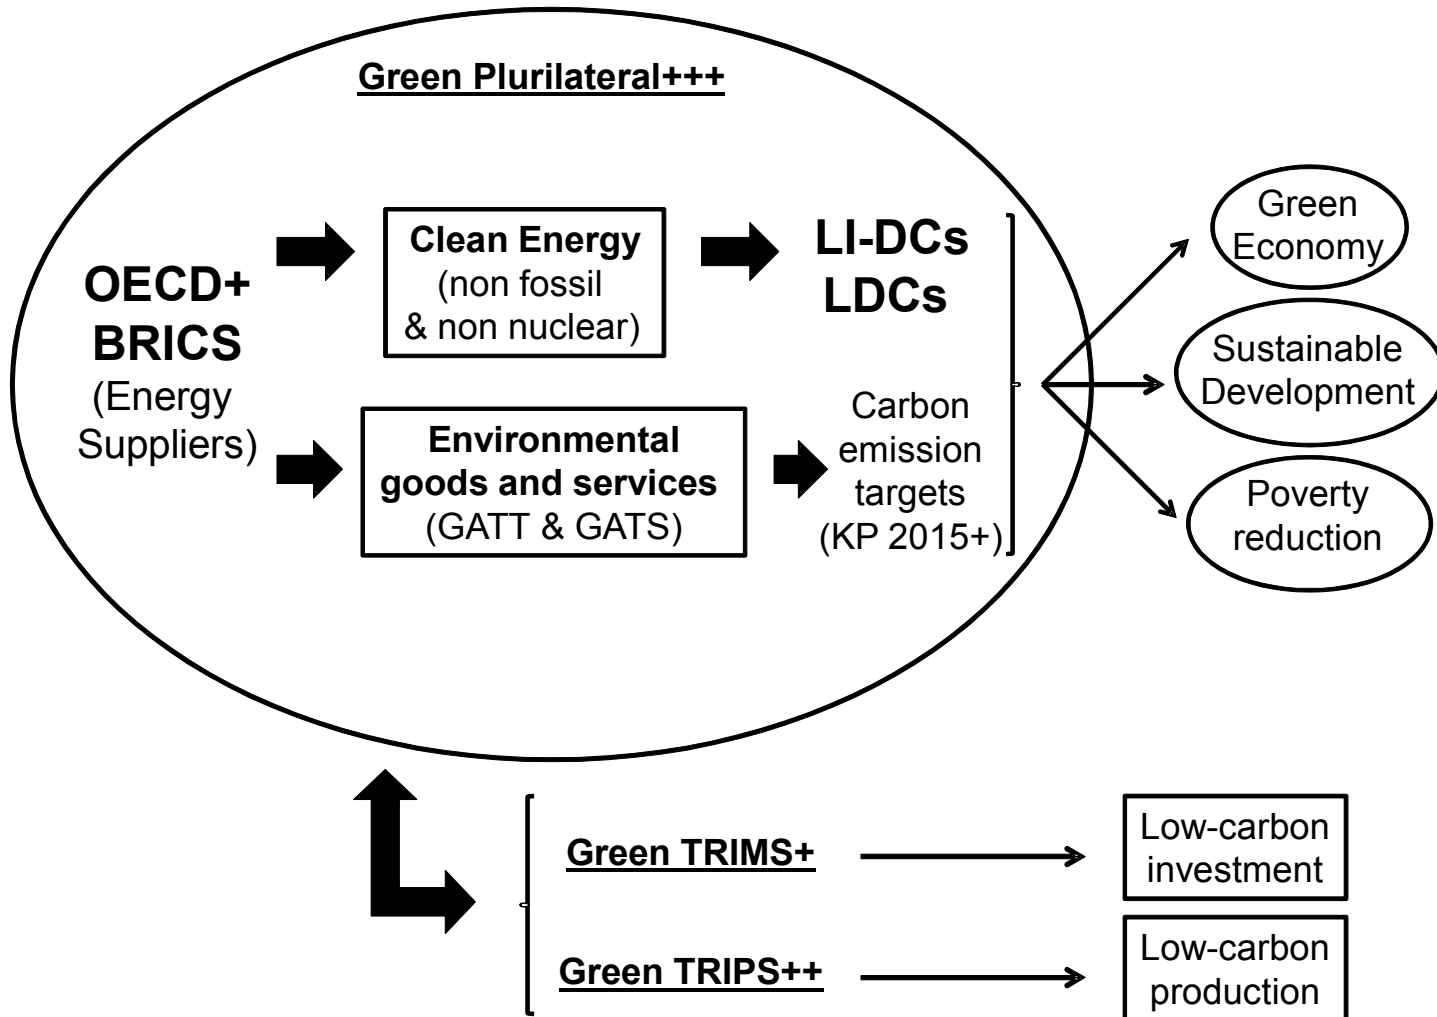 Green Plurilateral+++
OECD+
BRICS
(Energy
Suppliers)
Clean Energy
(non fossil
& non nuclear)
Environmental
goods and services
(GATT & GATS)
LI-DCs
LDCs
Carbon
emission
targets
(KP 2015+)
Green
Economy
Sustainable
Development
Poverty
reduction
Green TRIMS+
Low-carbon
investment
Green TRIPS++
Low-carbon
production